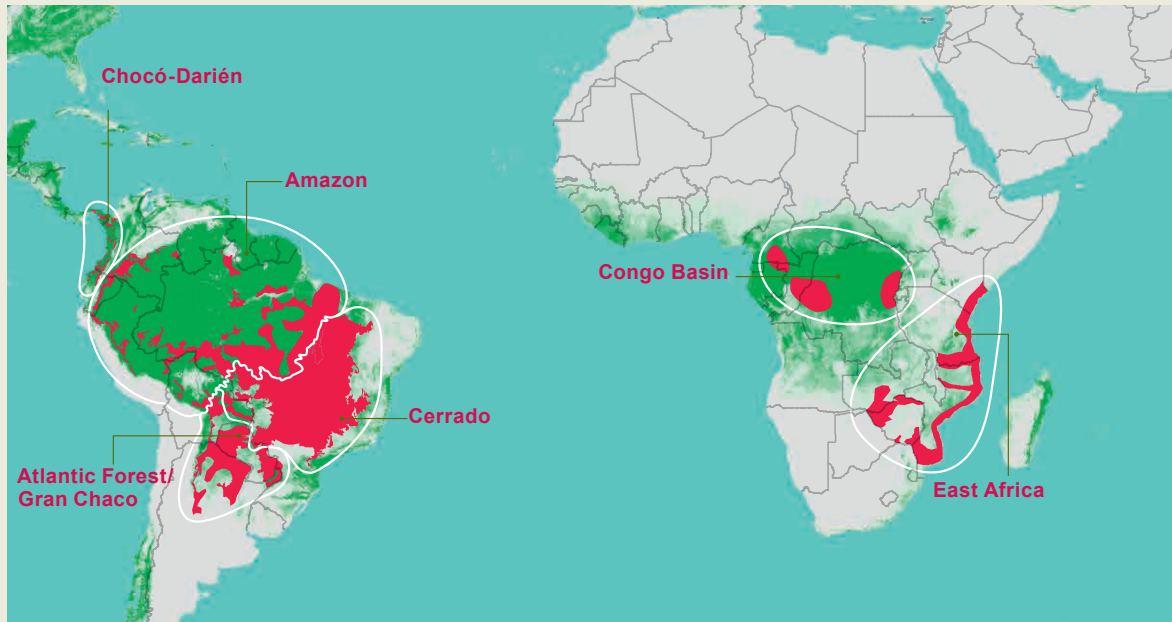 Chocó-Darién
Amazon
Congo Basin
Cerrado
Atlantic Forest/
Gran Chaco
East Africa